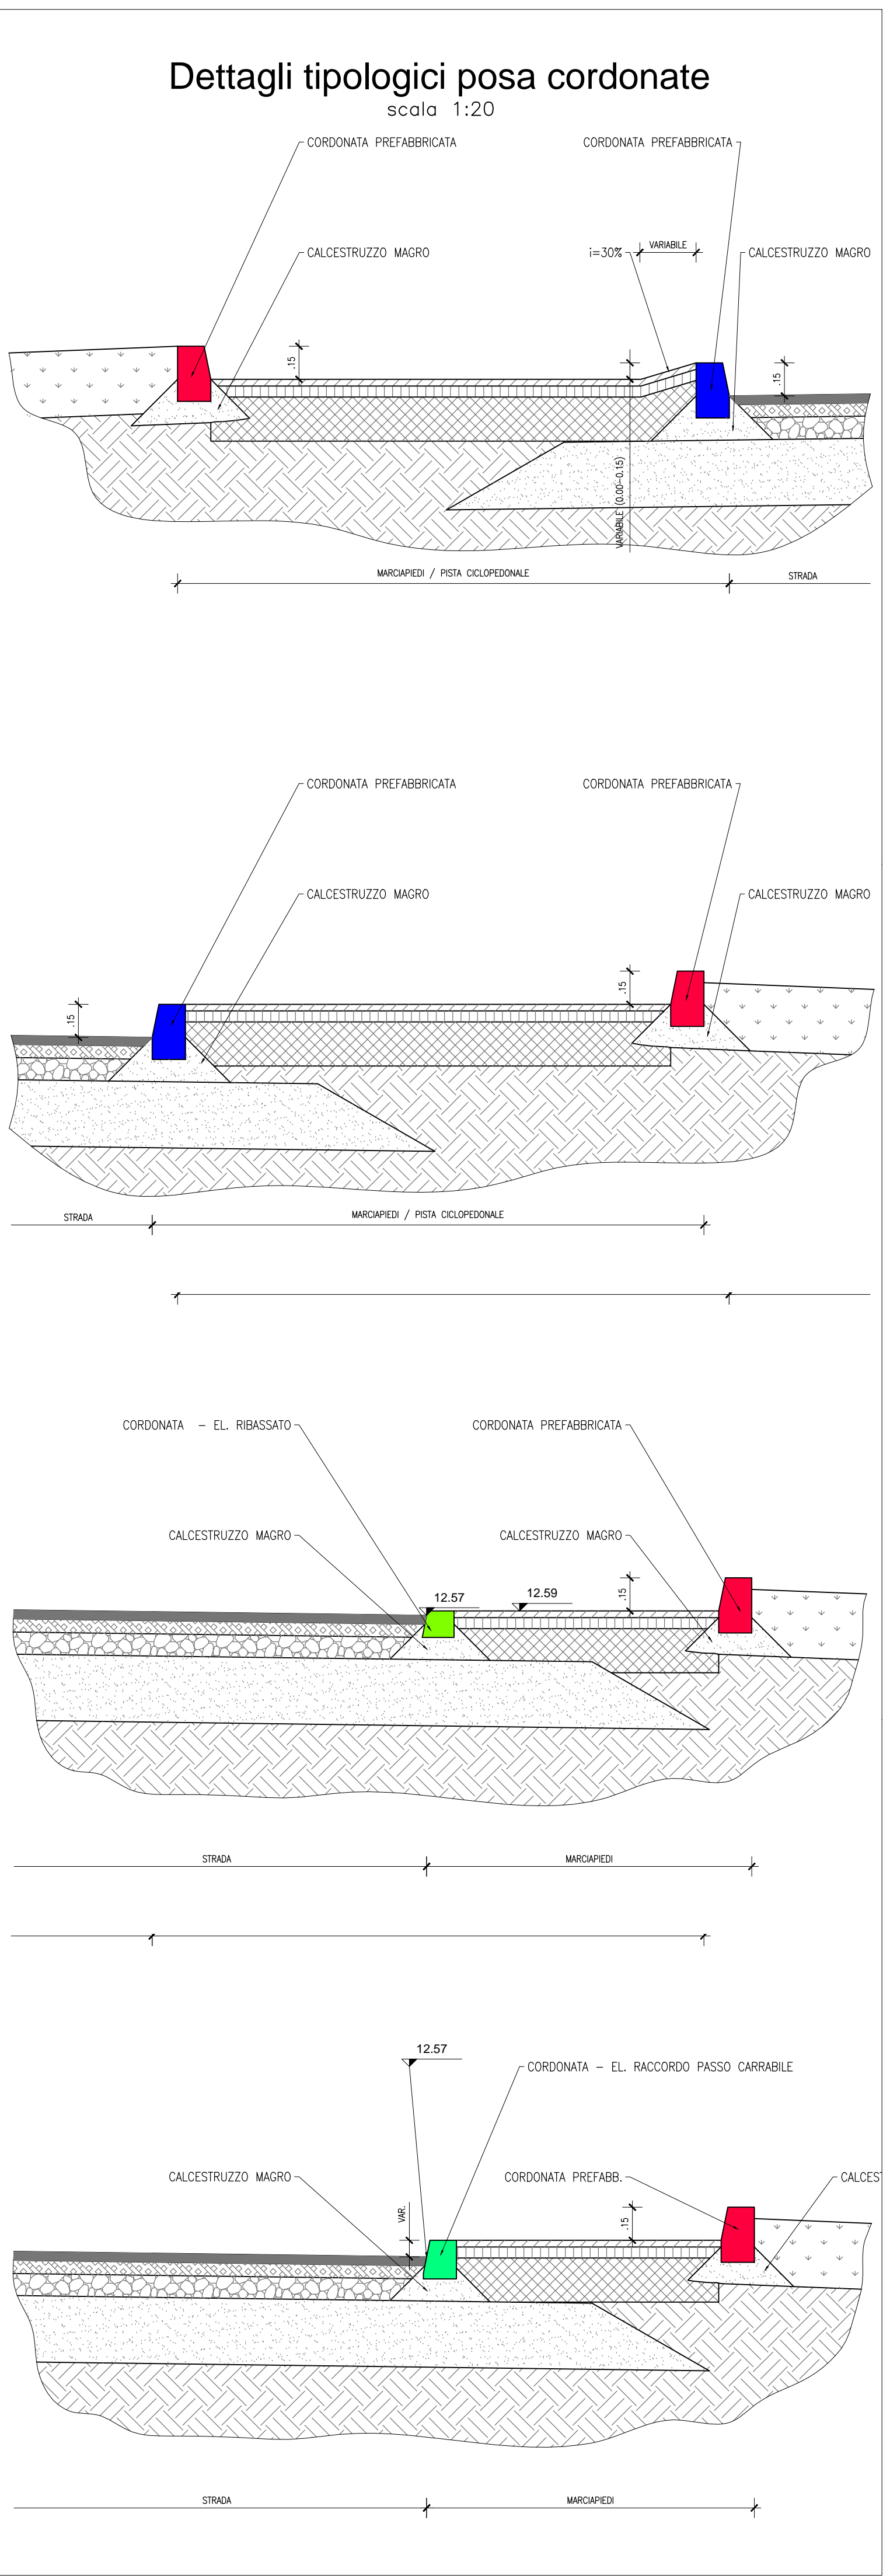 Dettagli tipologici posa cordonate
scala 1:20
CORDONATA PREFABBRICATA
CORDONATA PREFABBRICATA
VARIABILE
i=30%
CALCESTRUZZO MAGRO
CALCESTRUZZO MAGRO
.15
.15
VARIABILE (0.00-0.15)
MARCIAPIEDI / PISTA CICLOPEDONALE
STRADA
CORDONATA PREFABBRICATA
CORDONATA PREFABBRICATA
CALCESTRUZZO MAGRO
CALCESTRUZZO MAGRO
.15
.15
STRADA
MARCIAPIEDI / PISTA CICLOPEDONALE
CORDONATA - EL. RIBASSATO
CORDONATA PREFABBRICATA
CALCESTRUZZO MAGRO
CALCESTRUZZO MAGRO
12.57
12.59
.15
STRADA
MARCIAPIEDI
12.57
CORDONATA - EL. RACCORDO PASSO CARRABILE
CALCESTRUZZO MAGRO
CORDONATA PREFABB.
CALCEST
VAR.
.15
STRADA
MARCIAPIEDI